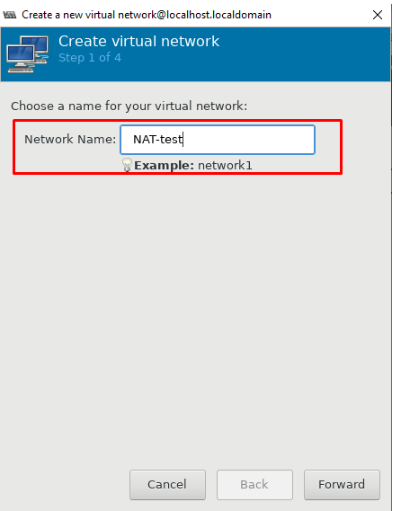 Create a new virtual network@localhost.localdomain
Create virtual network
Step 1 of 4
Choose a name for your virtual network:
Network Name: NAT-test
Example: network1
Cancel Back Forward